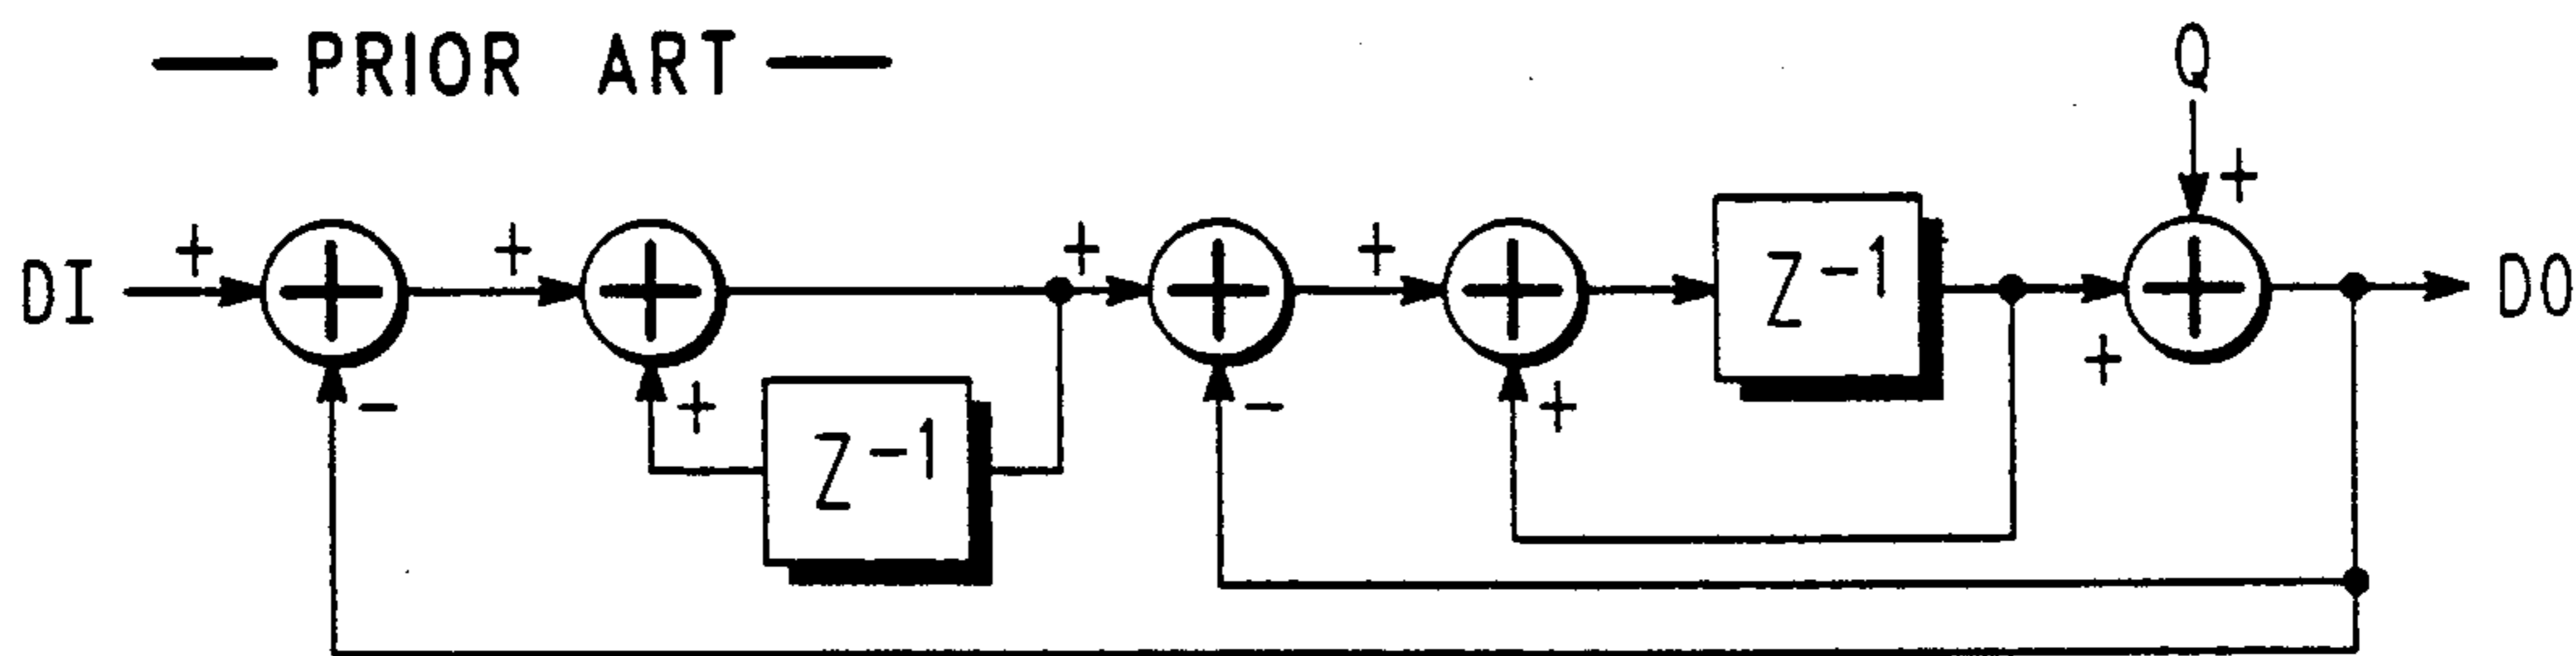 — PRIOR ART —
Q
+
+ + + + Z⁻¹
DI + + + + + DO
- + - + +
Z⁻¹